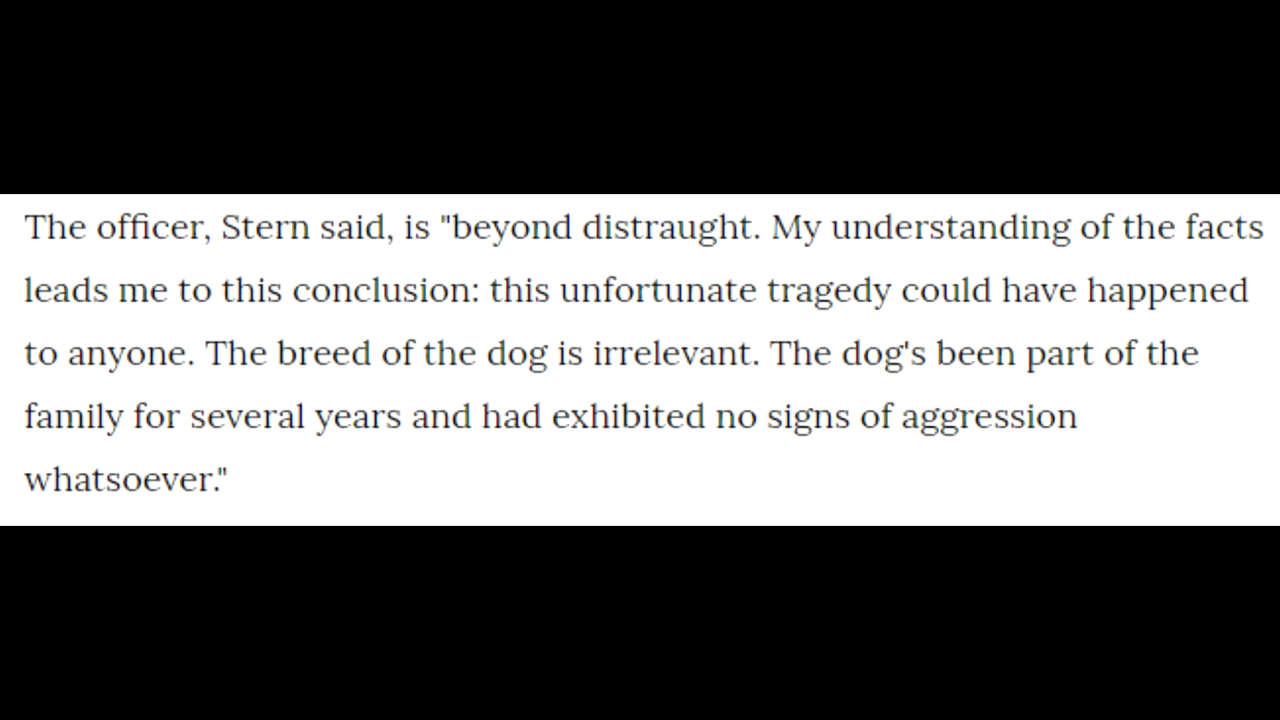 The officer, Stern said, is "beyond distraught. My understanding of the facts
leads me to this conclusion: this unfortunate tragedy could have happened
to anyone. The breed of the dog is irrelevant. The dog's been part of the
family for several years and had exhibited no signs of aggression
whatsoever."